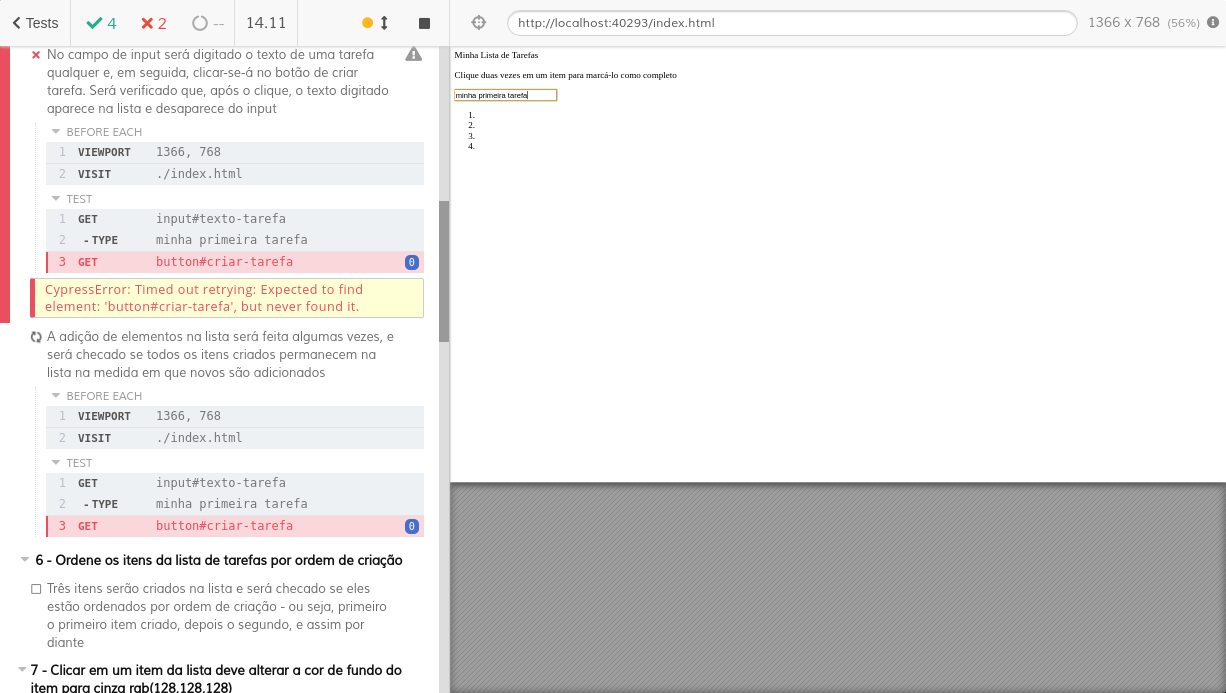 Tests 4 2 -- 14.11
http://localhost:40293/index.html 1366 x 768 (56%)
No campo de input será digitado o texto de uma tarefa
qualquer e, em seguida, clicar-se-á no botão de criar
tarefa. Será verificado que, após o clique, o texto digitado
aparece na lista e desaparece do input
BEFORE EACH
1 VIEWPORT 1366, 768
2 VISIT ./index.html
TEST
1 GET input#texto-tarefa
2 -TYPE minha primeira tarefa
3 GET button#criar-tarefa 0
CypressError: Timed out retrying: Expected to find
element: 'button#criar-tarefa', but never found it.
A adição de elementos na lista será feita algumas vezes, e
será checado se todos os itens criados permanecem na
lista na medida em que novos são adicionados
BEFORE EACH
1 VIEWPORT 1366, 768
2 VISIT ./index.html
TEST
1 GET input#texto-tarefa
2 -TYPE minha primeira tarefa
3 GET button#criar-tarefa 0
6 - Ordene os itens da lista de tarefas por ordem de criação
Três itens serão criados na lista e será checado se eles
estão ordenados por ordem de criação - ou seja, primeiro
o primeiro item criado, depois o segundo, e assim por
diante
7 - Clicar em um item da lista deve alterar a cor de fundo do
item para cinza rgb(128,128,128)
Minha Lista de Tarefas
Clique duas vezes em um item para marcá-lo como completo
minha primeira tarefa
1.
2.
3.
4.